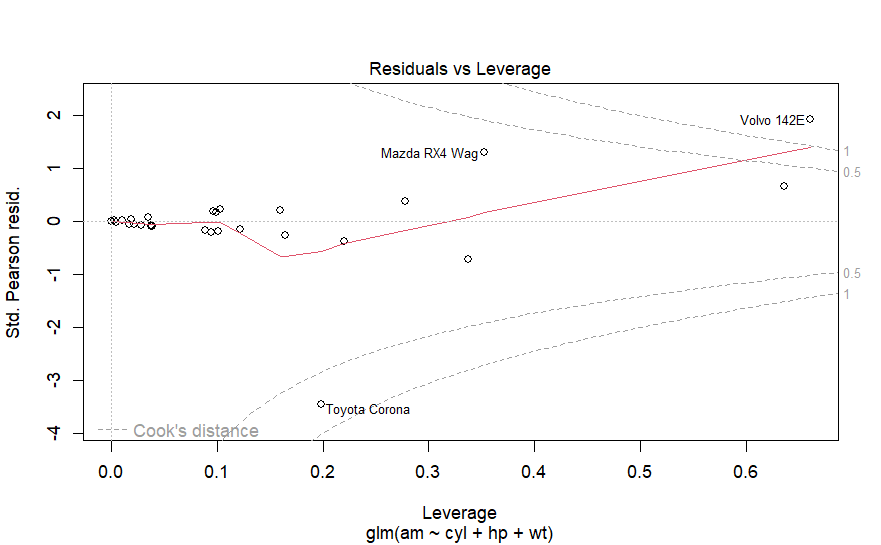 Residuals vs Leverage
Std. Pearson resid.
2
1
0
-1
-2
-3
-4
Volvo 142E
Mazda RX4 Wag
Toyota Corona
1
0.5
0.5
1
Cook's distance
0.0 0.1 0.2 0.3 0.4 0.5 0.6
Leverage
glm(am ~ cyl + hp + wt)